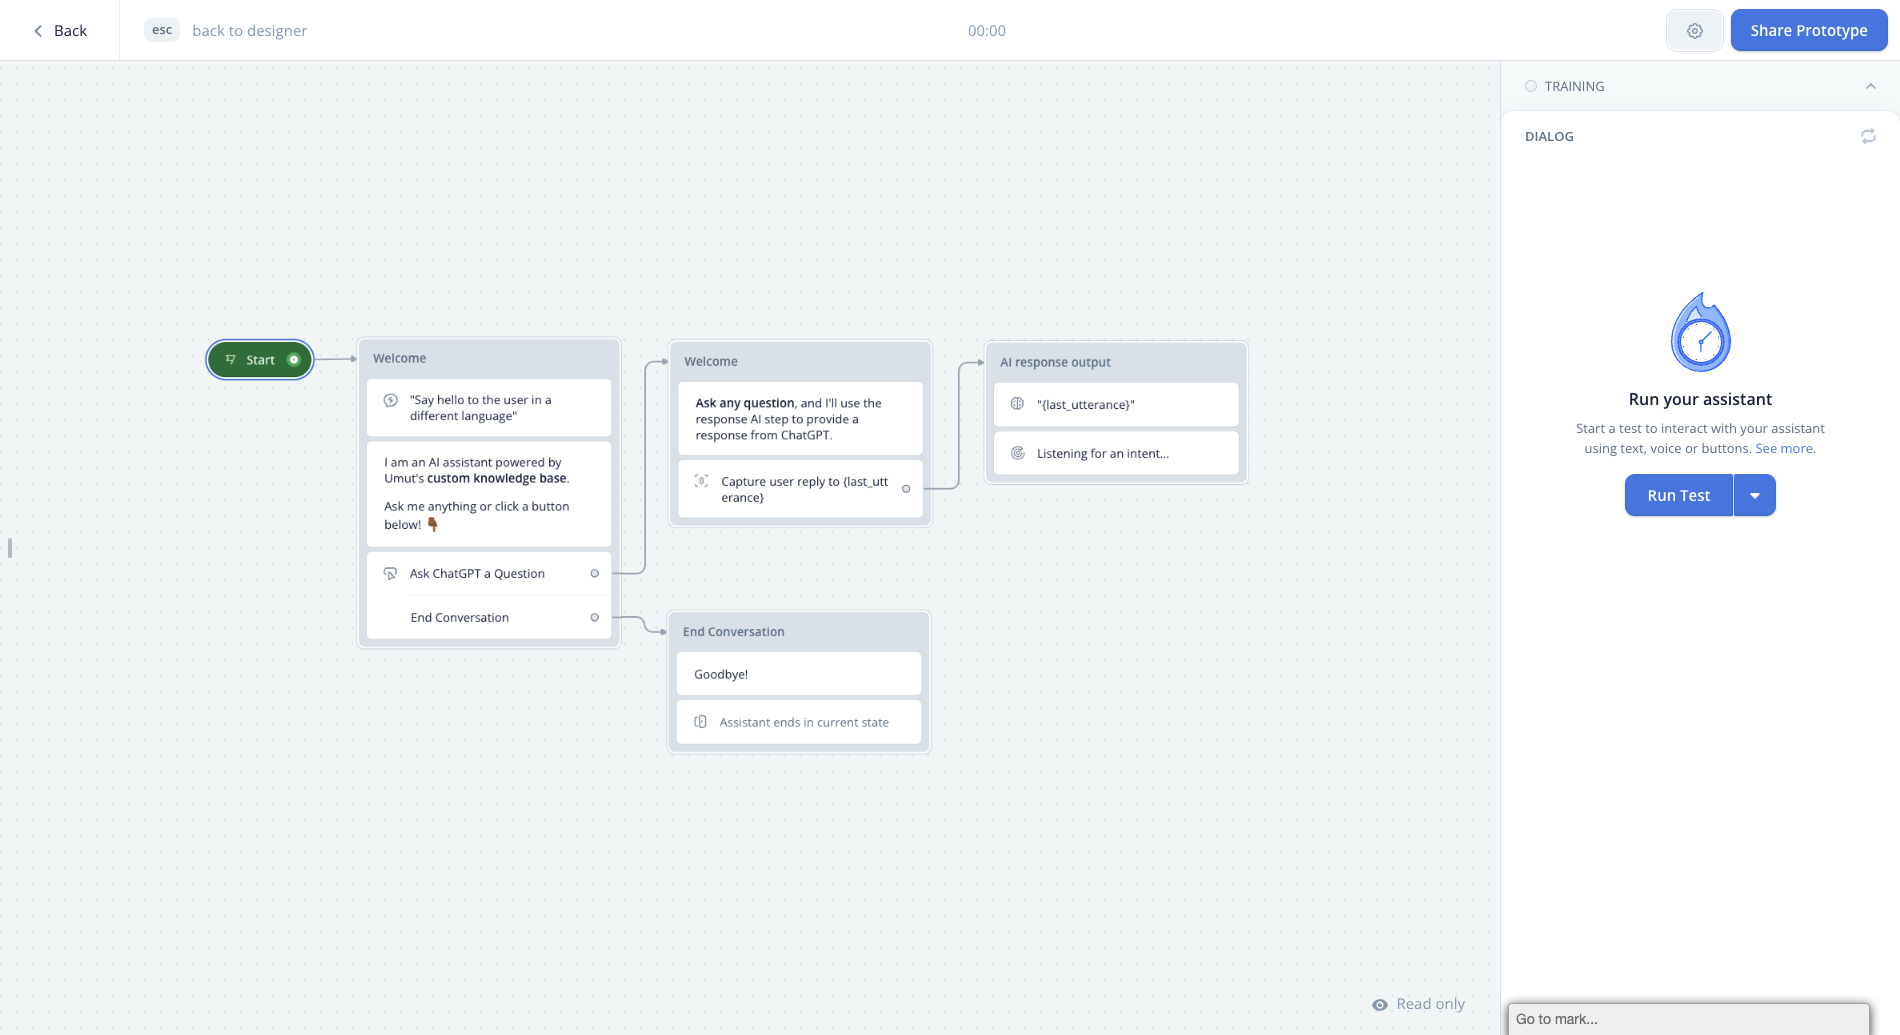 Back
esc back to designer
00:00
Share Prototype
TRAINING
DIALOG
Start
Welcome
"Say hello to the user in a
different language"
I am an AI assistant powered by
Umut's custom knowledge base.
Ask me anything or click a button
below!
Ask ChatGPT a Question
End Conversation
Welcome
Ask any question, and I'll use the
response AI step to provide a
response from ChatGPT.
Capture user reply to {last_utt
erance}
AI response output
"{last_utterance}"
Listening for an intent...
End Conversation
Goodbye!
Assistant ends in current state
Run your assistant
Start a test to interact with your assistant
using text, voice or buttons. See more.
Run Test
Read only
Go to mark...